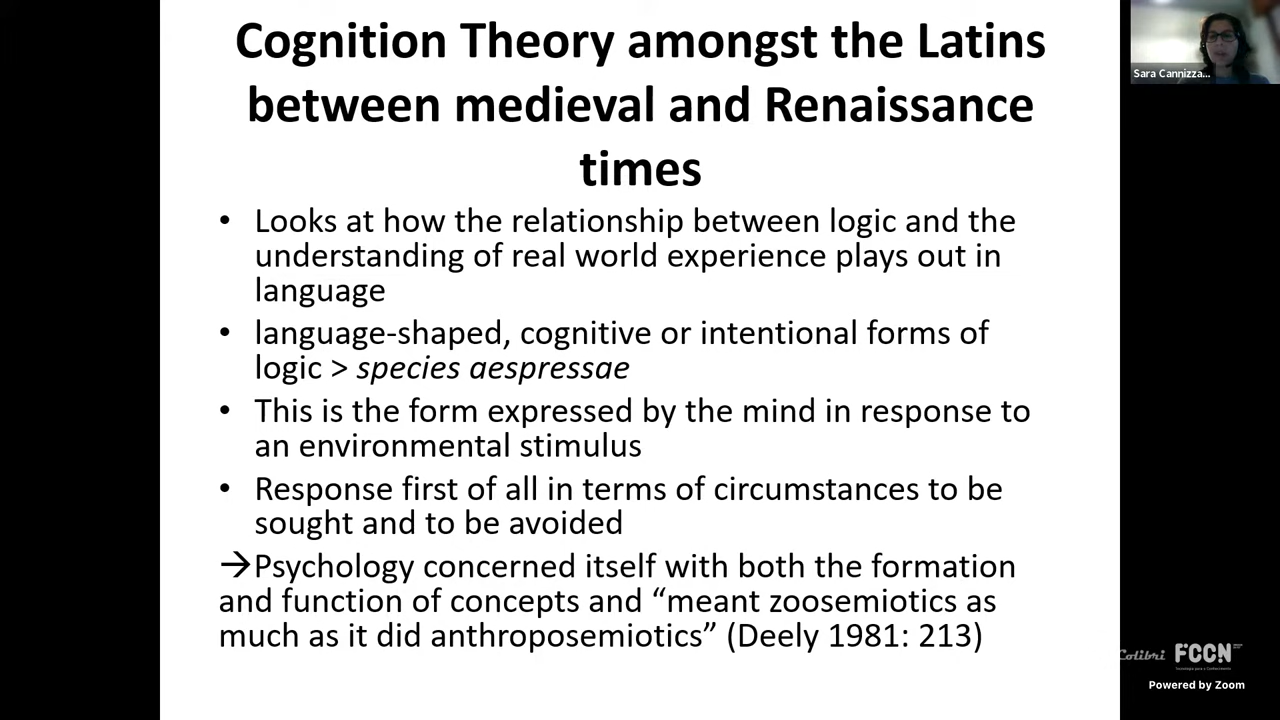 Cognition Theory amongst the Latins
between medieval and Renaissance
times
• Looks at how the relationship between logic and the
understanding of real world experience plays out in
language
• language-shaped, cognitive or intentional forms of
logic > species aespressae
• This is the form expressed by the mind in response to
an environmental stimulus
• Response first of all in terms of circumstances to be
sought and to be avoided
→Psychology concerned itself with both the formation
and function of concepts and “meant zoosemiotics as
much as it did anthroposemiotics” (Deely 1981: 213)
Sara Cannizza...
Colibri FCCN
Powered by Zoom